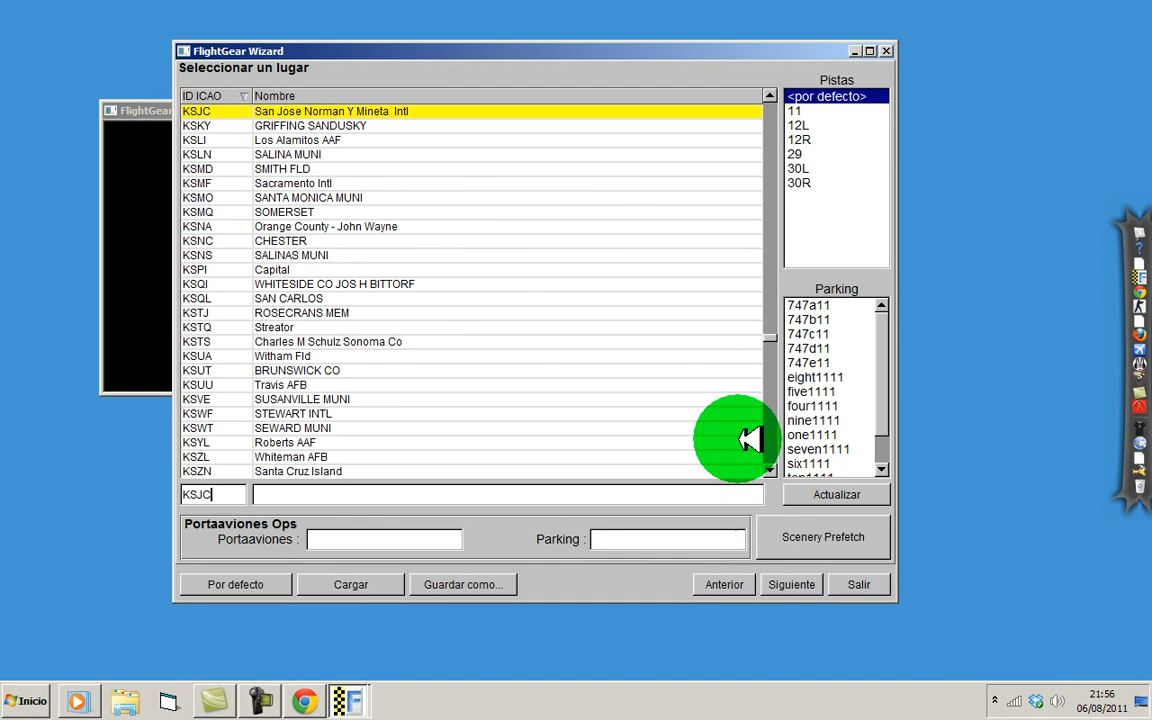 FlightGear Wizard
Seleccionar un lugar
FlightGear
ID ICAO Nombre
KSJC San Jose Norman Y Mineta Intl
KSKY GRIFFING SANDUSKY
KSLI Los Alamitos AAF
KSLN SALINA MUNI
KSMD SMITH FLD
KSMF Sacramento Intl
KSMO SANTA MONICA MUNI
KSMQ SOMERSET
KSNA Orange County - John Wayne
KSNC CHESTER
KSNS SALINAS MUNI
KSPI Capital
KSQI WHITESIDE CO JOS H BITTORF
KSQL SAN CARLOS
KSTJ ROSECRANS MEM
KSTQ Streator
KSTS Charles M Schulz Sonoma Co
KSUA Witham Fld
KSUT BRUNSWICK CO
KSUU Travis AFB
KSVE SUSANVILLE MUNI
KSWF STEWART INTL
KSWT SEWARD MUNI
KSYL Roberts AAF
KSZL Whiteman AFB
KSZN Santa Cruz Island
KSJC
Pistas
<por defecto>
11
12L
12R
29
30L
30R
Parking
747a11
747b11
747c11
747d11
747e11
eight1111
five1111
four1111
nine1111
one1111
seven1111
six1111
Actualizar
Portaaviones Ops
Portaaviones :
Parking :
Scenery Prefetch
Por defecto Cargar Guardar como... Anterior Siguiente Salir
Inicio
21:56
06/08/2011